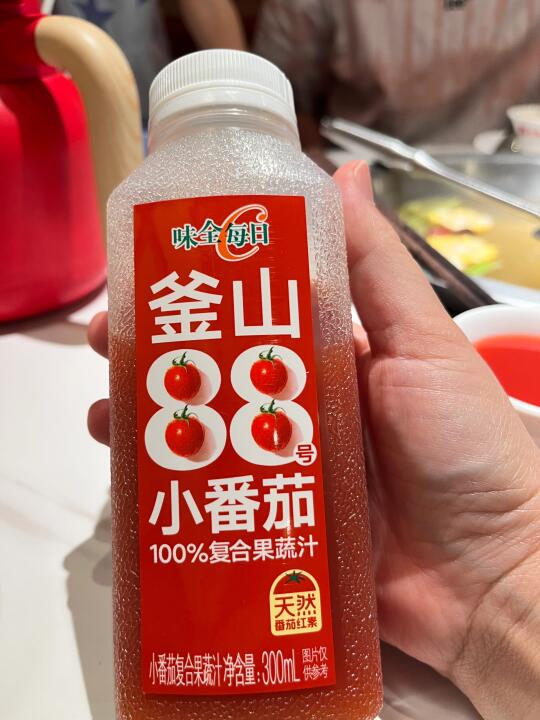 味全每日C
釜山
88号
小番茄
100%复合果蔬汁
天然
番茄红素
小番茄复合果蔬汁 净含量：300mL
图片仅
供参考